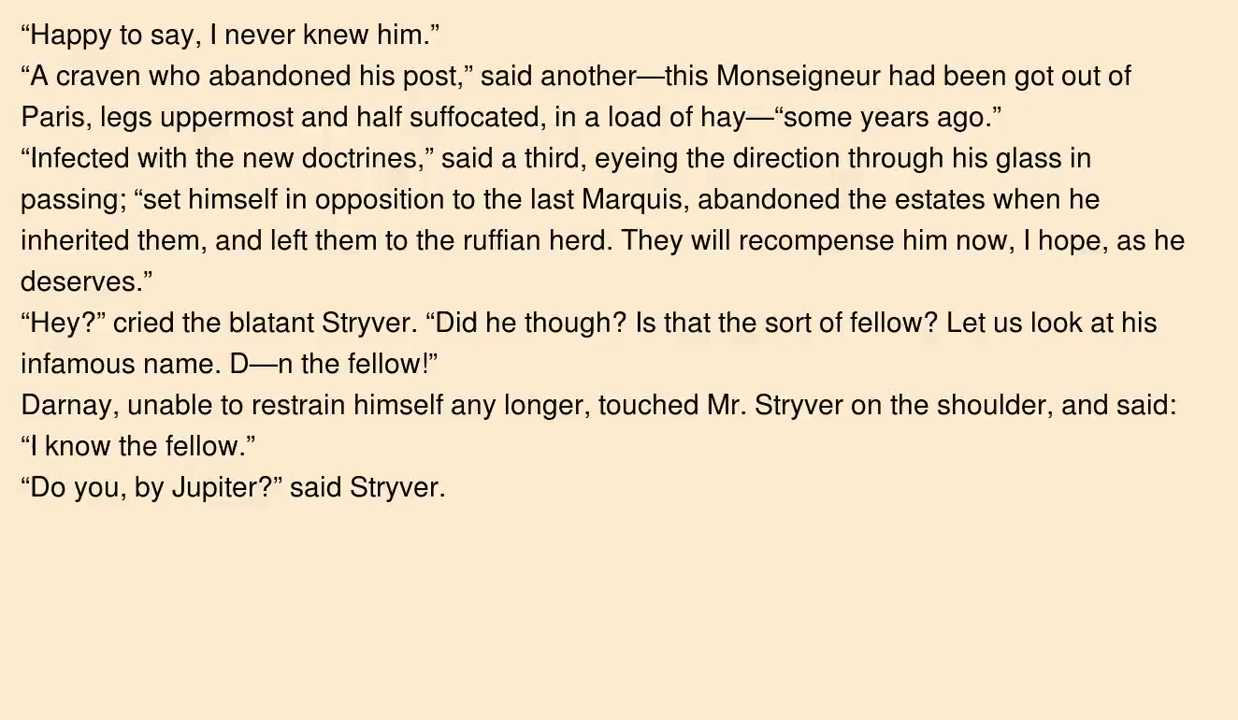 “Happy to say, I never knew him.”
“A craven who abandoned his post,” said another—this Monseigneur had been got out of
Paris, legs uppermost and half suffocated, in a load of hay—“some years ago.”
“Infected with the new doctrines,” said a third, eyeing the direction through his glass in
passing; “set himself in opposition to the last Marquis, abandoned the estates when he
inherited them, and left them to the ruffian herd. They will recompense him now, I hope, as he
deserves.”
“Hey?” cried the blatant Stryver. “Did he though? Is that the sort of fellow? Let us look at his
infamous name. D—n the fellow!”
Darnay, unable to restrain himself any longer, touched Mr. Stryver on the shoulder, and said:
“I know the fellow.”
“Do you, by Jupiter?” said Stryver.